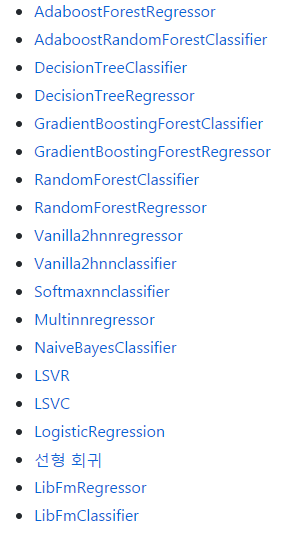 AdaboostForestRegressor
AdaboostRandomForestClassifier
DecisionTreeClassifier
DecisionTreeRegressor
GradientBoostingForestClassifier
GradientBoostingForestRegressor
RandomForestClassifier
RandomForestRegressor
Vanilla2hnnregressor
Vanilla2hnnclassifier
Softmaxnnclassifier
Multinnregressor
NaiveBayesClassifier
LSVR
LSVC
LogisticRegression
선형 회귀
LibFmRegressor
LibFmClassifier